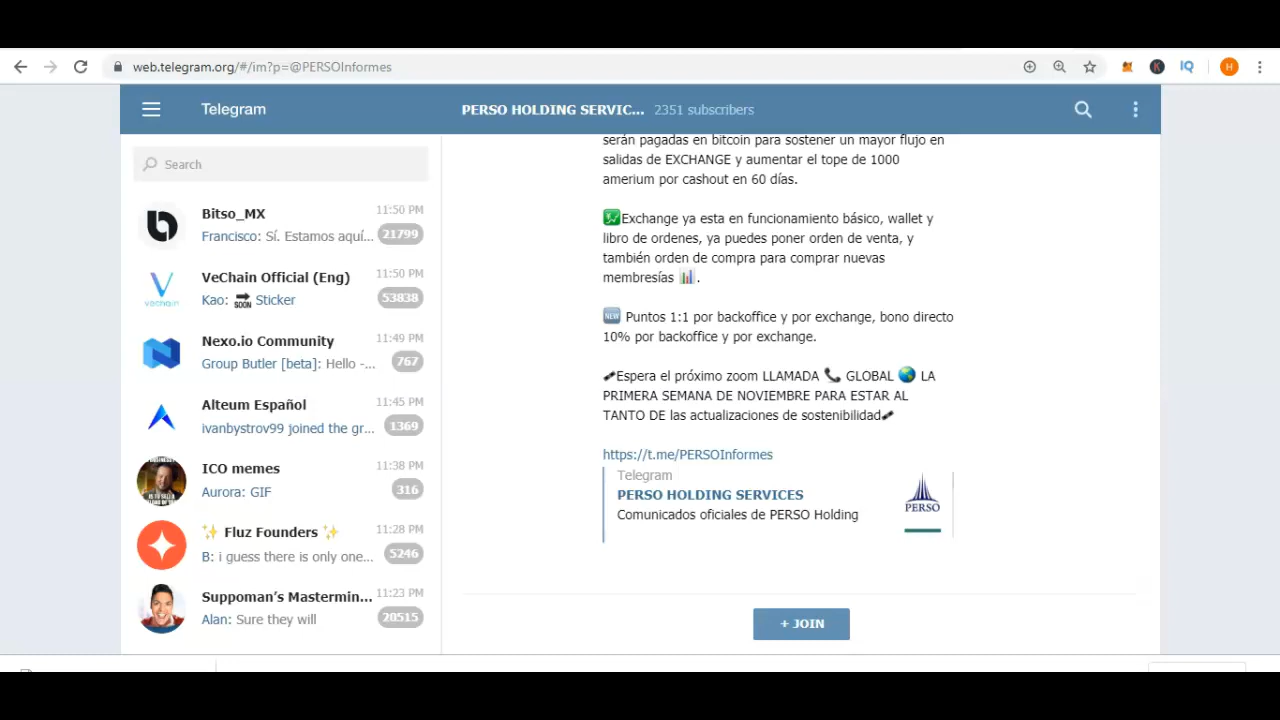 web.telegram.org/#/im?p=@PERSOInformes
IQ
H
Telegram
PERSO HOLDING SERVIC... 2351 subscribers
Search
Bitso_MX 11:50 PM
Francisco: Sí. Estamos aquí... 21799
VeChain Official (Eng) 11:50 PM
Kao: SOON Sticker 53838
vechain
Nexo.io Community 11:49 PM
Group Butler [beta]: Hello -... 767
Alteum Español 11:45 PM
ivanbystrov99 joined the gr... 1369
ICO memes 11:38 PM
Aurora: GIF 316
✨ Fluz Founders ✨ 11:28 PM
B: i guess there is only one... 5246
Suppoman's Mastermin... 11:23 PM
Alan: Sure they will 20515
serán pagadas en bitcoin para sostener un mayor flujo en
salidas de EXCHANGE y aumentar el tope de 1000
amerium por cashout en 60 días.
💹Exchange ya esta en funcionamiento básico, wallet y
libro de ordenes, ya puedes poner orden de venta, y
también orden de compra para comprar nuevas
membresías 📊.
🆕 Puntos 1:1 por backoffice y por exchange, bono directo
10% por backoffice y por exchange.
Espera el próximo zoom LLAMADA 📞 GLOBAL 🌎 LA
PRIMERA SEMANA DE NOVIEMBRE PARA ESTAR AL
TANTO DE las actualizaciones de sostenibilidad
https://t.me/PERSOInformes
Telegram
PERSO HOLDING SERVICES
Comunicados oficiales de PERSO Holding
PERSO
+ JOIN